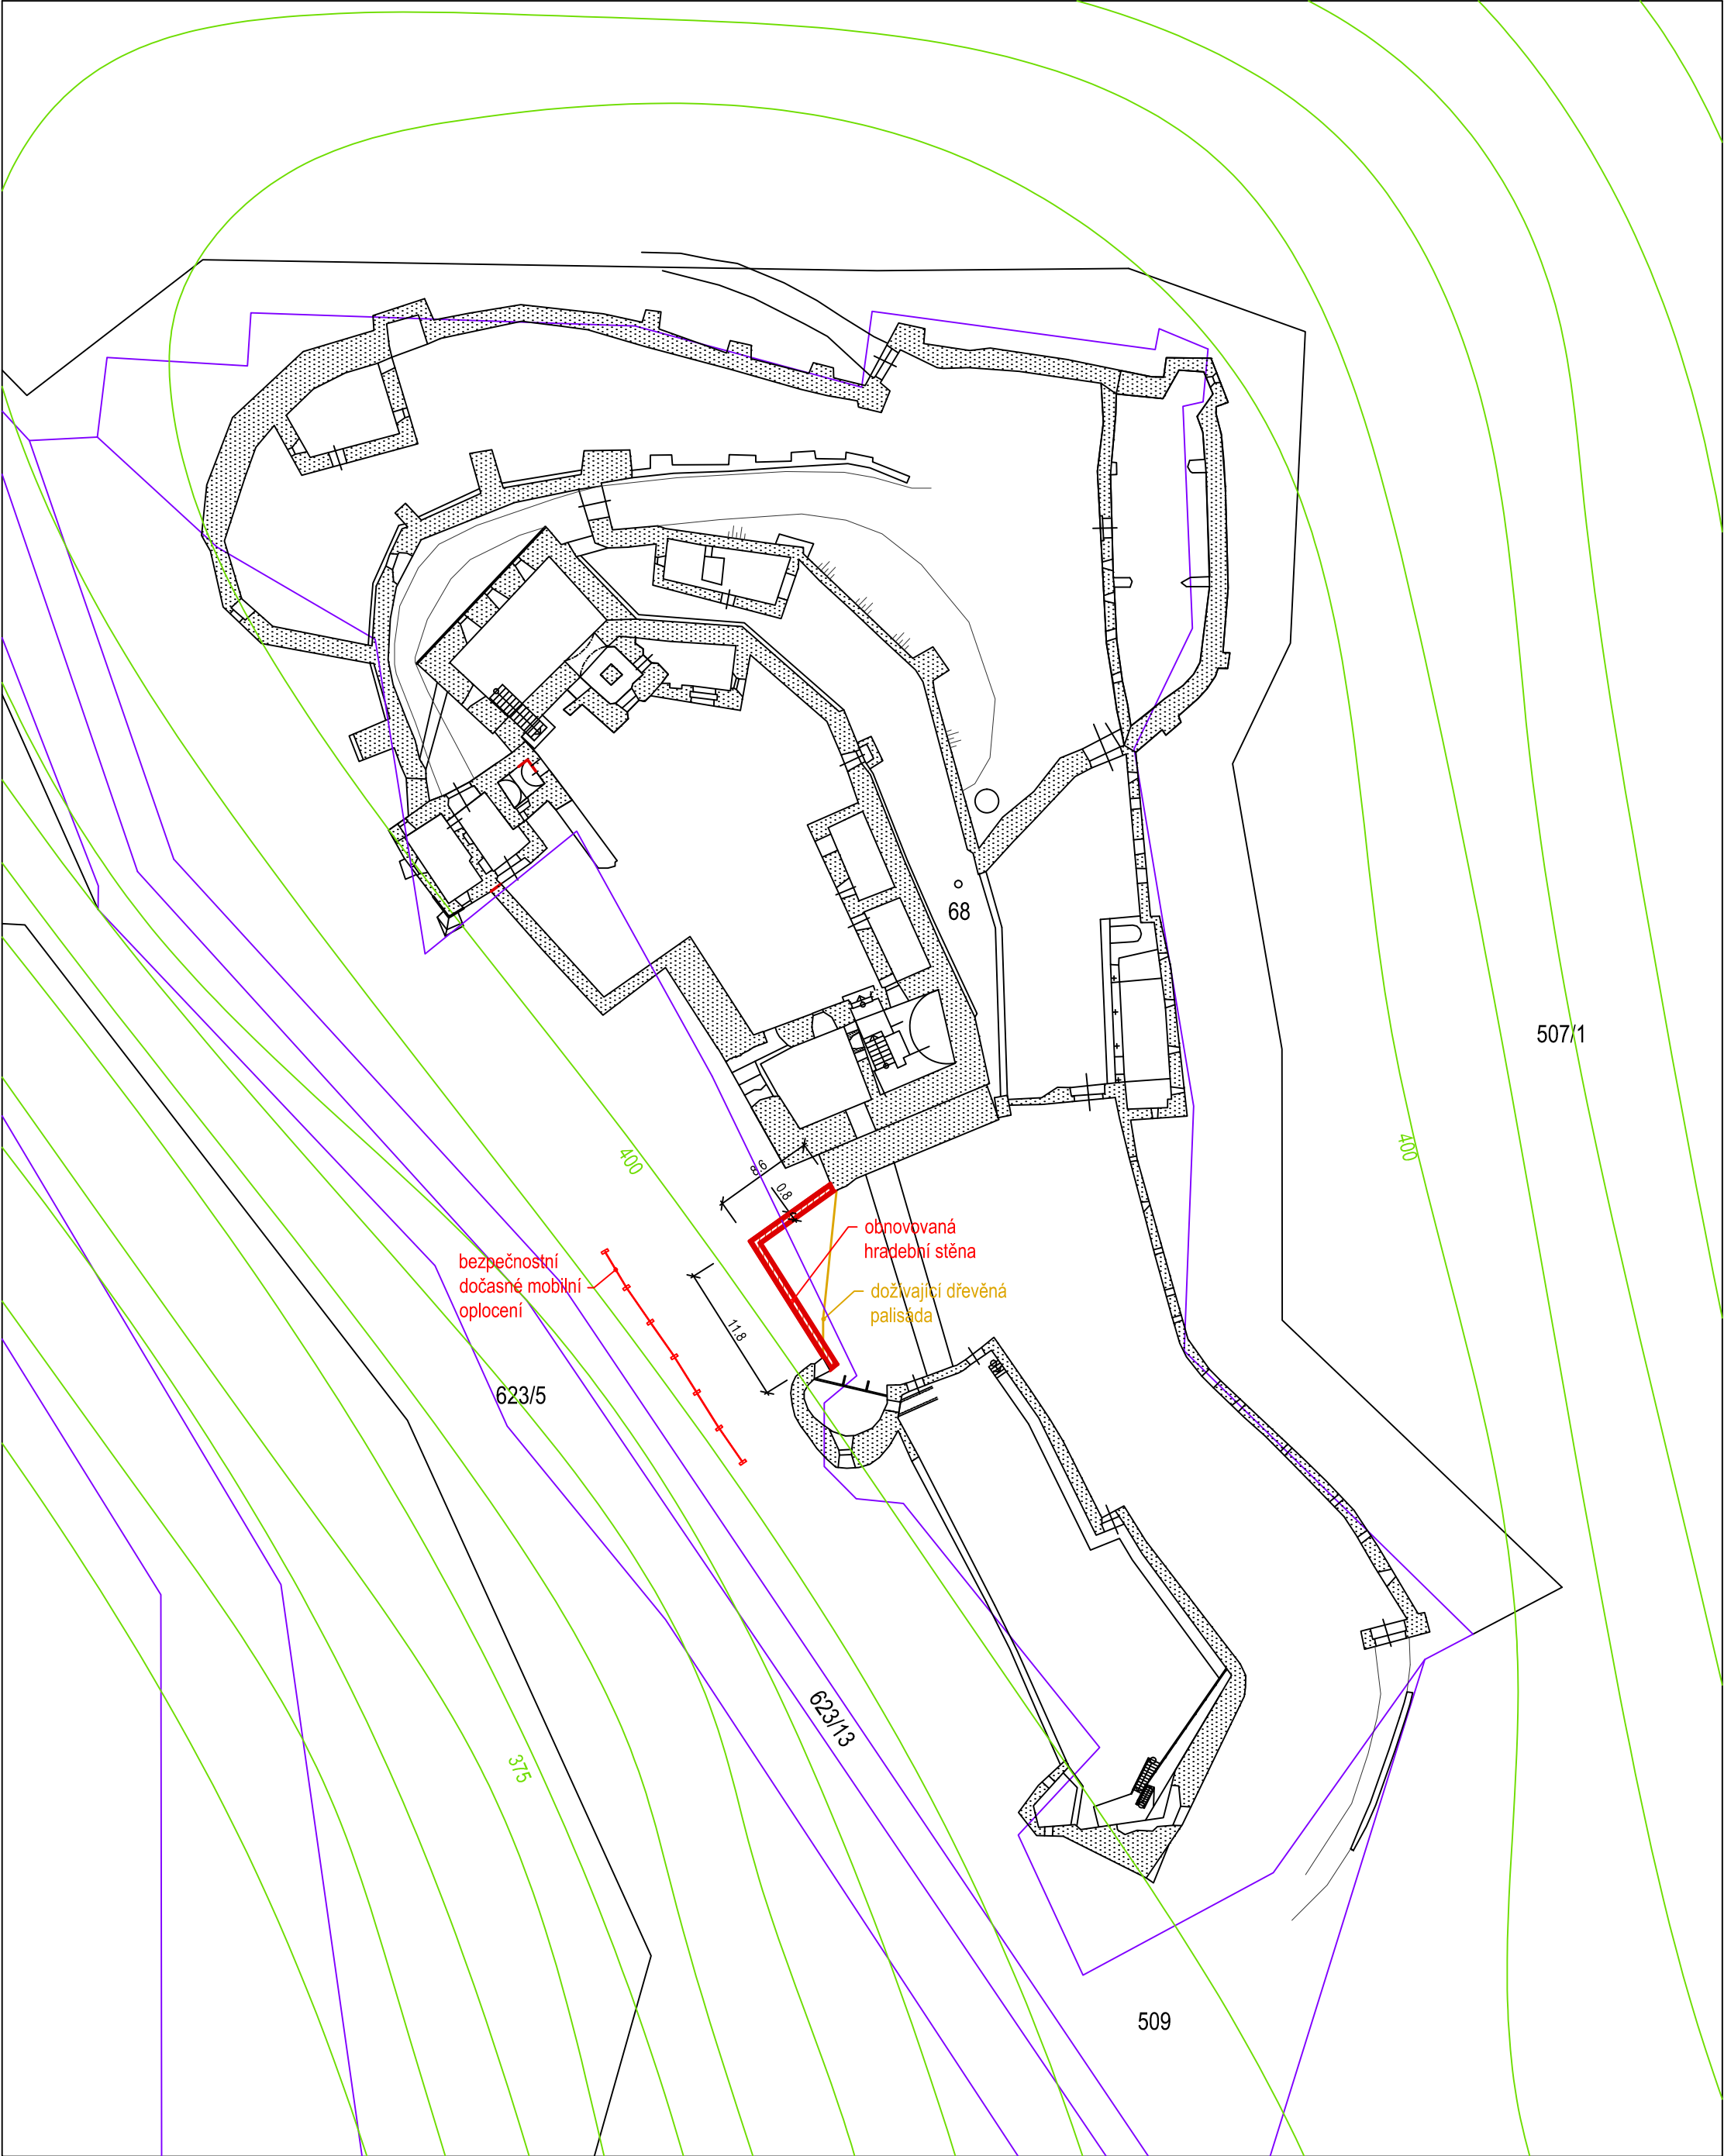 68
507/1
400
400
8.6
0.8
obnovovaná
hradební stěna
bezpečnostní
dočasné mobilní
oplocení
dožívající dřevěná
palisáda
11.8
623/5
623/13
375
509